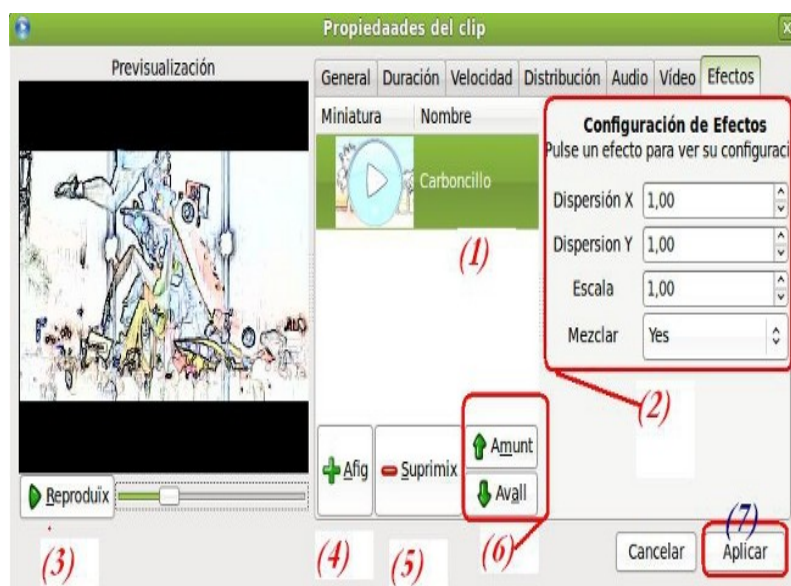 Propiedaades del clip
Previsualización
General Duración Velocidad Distribución Audio Vídeo Efectos
Miniatura Nombre
Carboncillo
(1)
Configuración de Efectos
Pulse un efecto para ver su configuraci
Dispersión X 1,00
Dispersion Y 1,00
Escala 1,00
Mezclar Yes
(2)
Reproduïx
(3)
Afig
(4)
Suprimix
(5)
Amunt
Avall
(6)
Cancelar
Aplicar
(7)